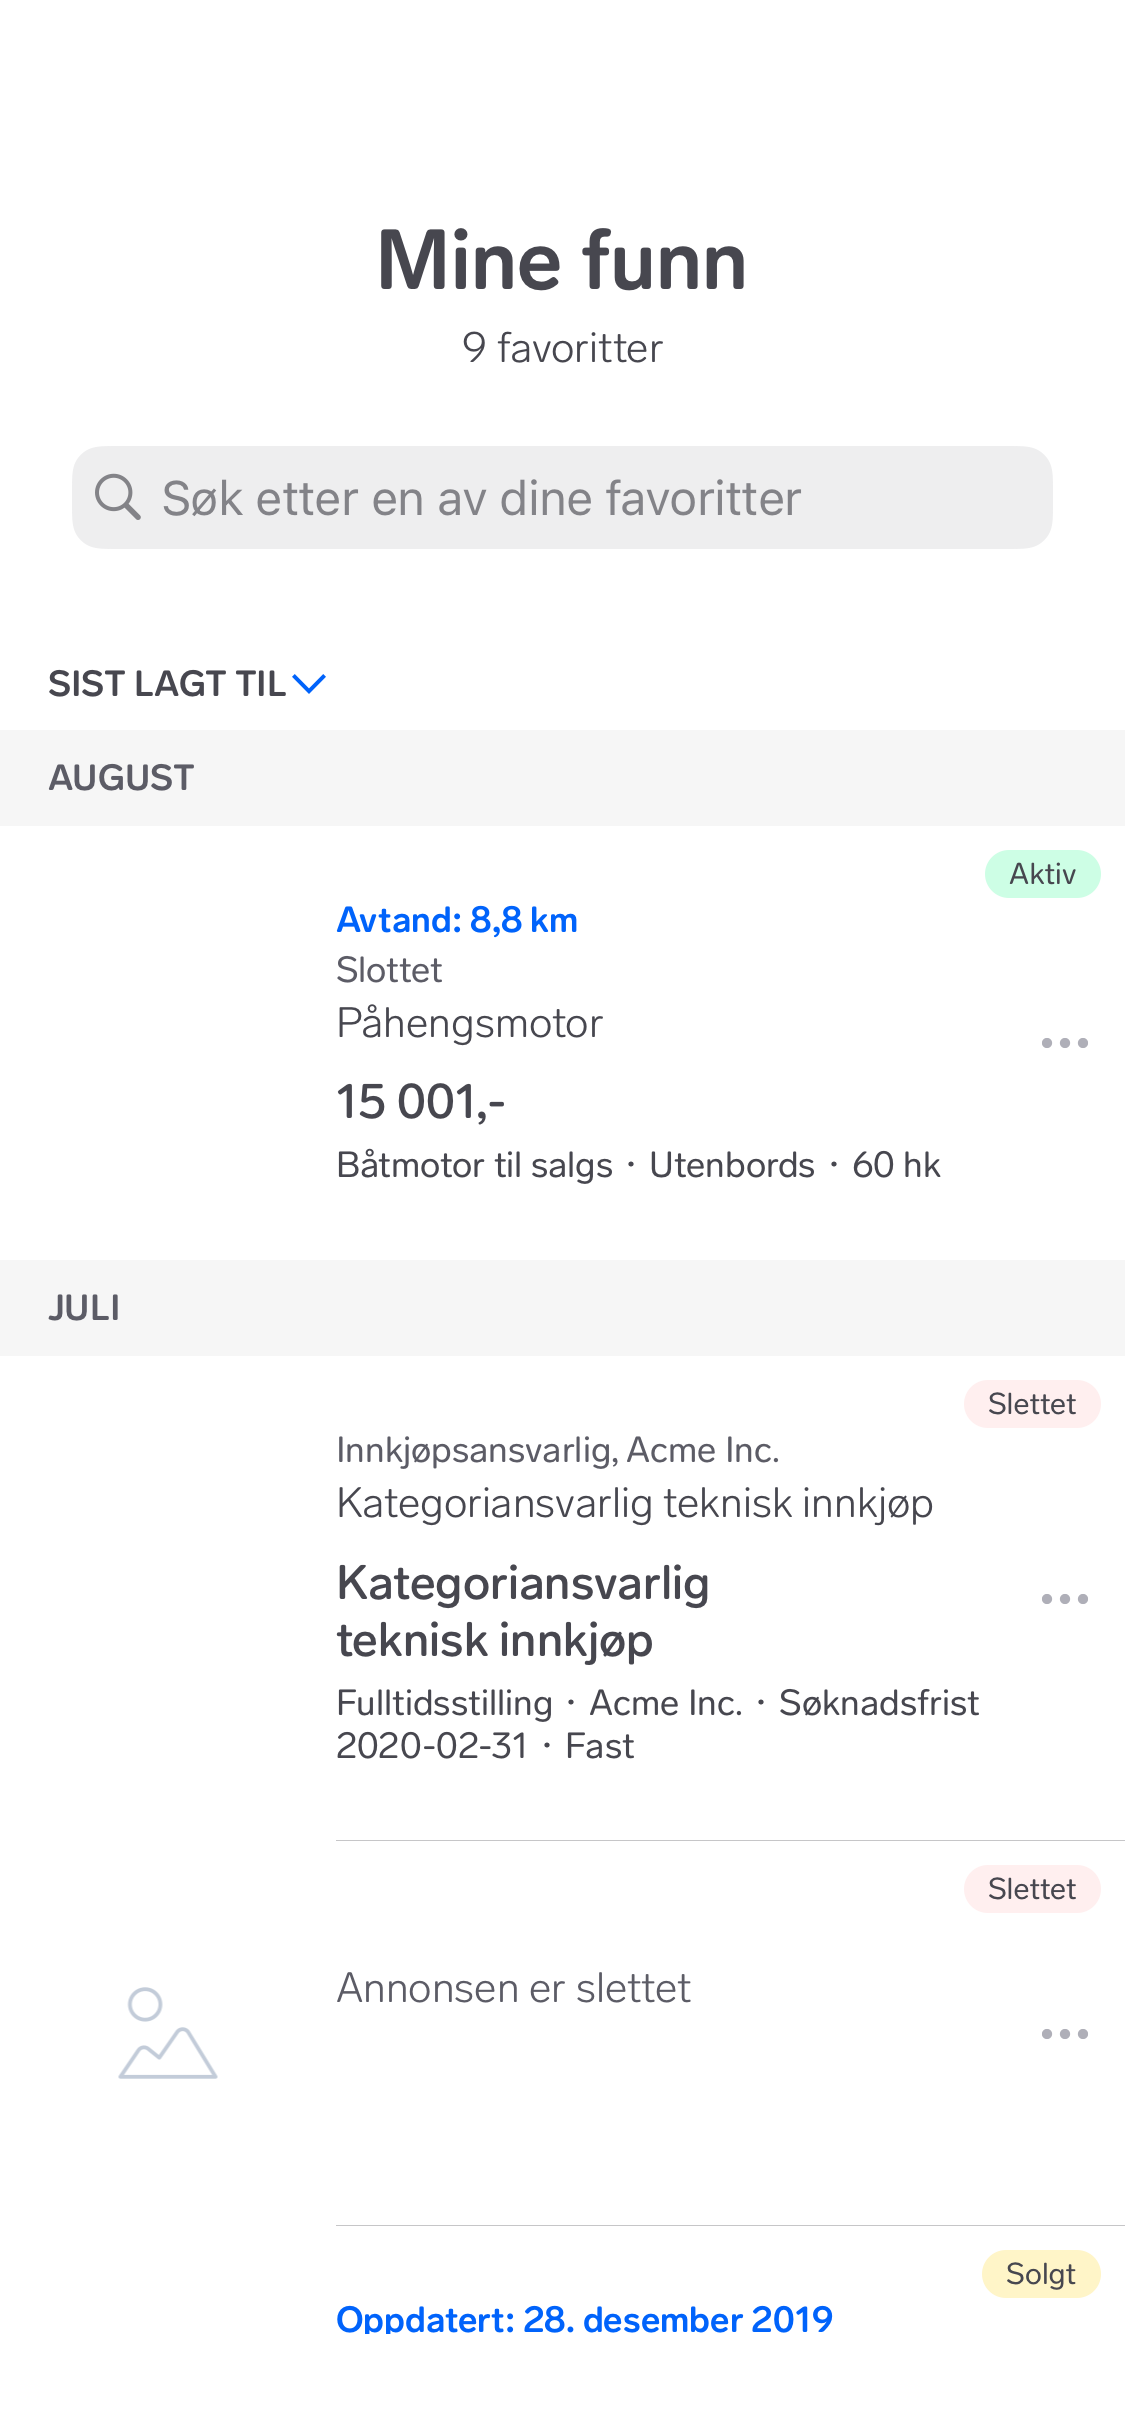 Mine funn
9 favoritter
Søk etter en av dine favoritter
SIST LAGT TIL
AUGUST
Aktiv
Avtand: 8,8 km
Slottet
Påhengsmotor
15 001,-
Båtmotor til salgs · Utenbords · 60 hk
JULI
Slettet
Innkjøpsansvarlig, Acme Inc.
Kategoriansvarlig teknisk innkjøp
Kategoriansvarlig
teknisk innkjøp
Fulltidsstilling · Acme Inc. · Søknadsfrist
2020-02-31 · Fast
Slettet
Annonsen er slettet
Solgt
Oppdatert: 28. desember 2019